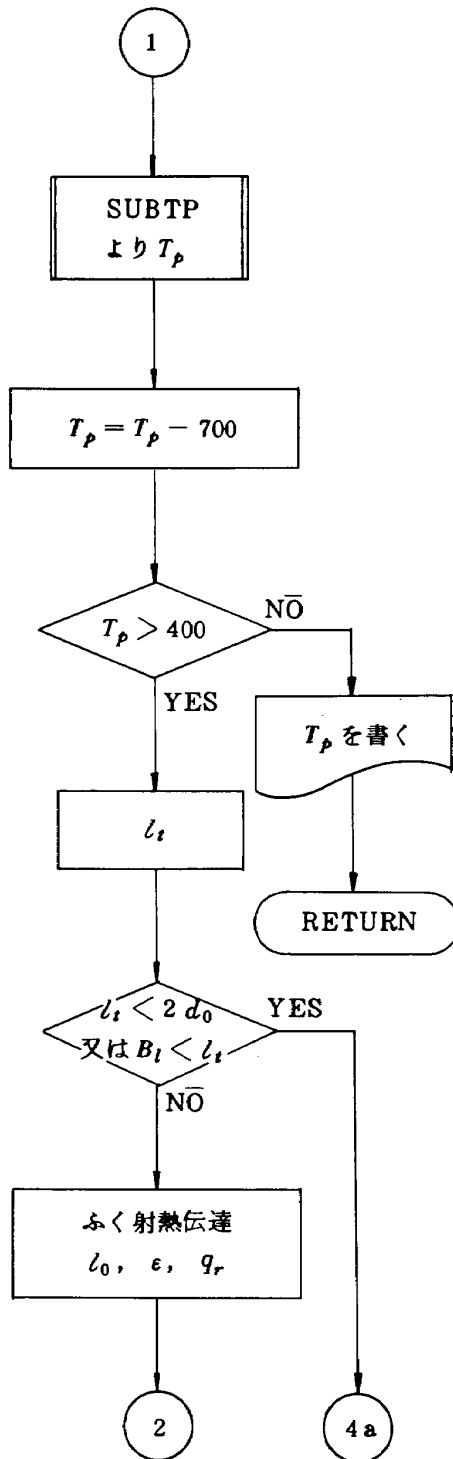 1
SUBTP
より T_p
T_p = T_p − 700
T_p > 400
NO̅
YES
T_p を書く
l_t
RETURN
l_t < 2 d_0
又は B_l < l_t
YES
NO̅
ふく射熱伝達
l_0, ε, q_r
2
4a